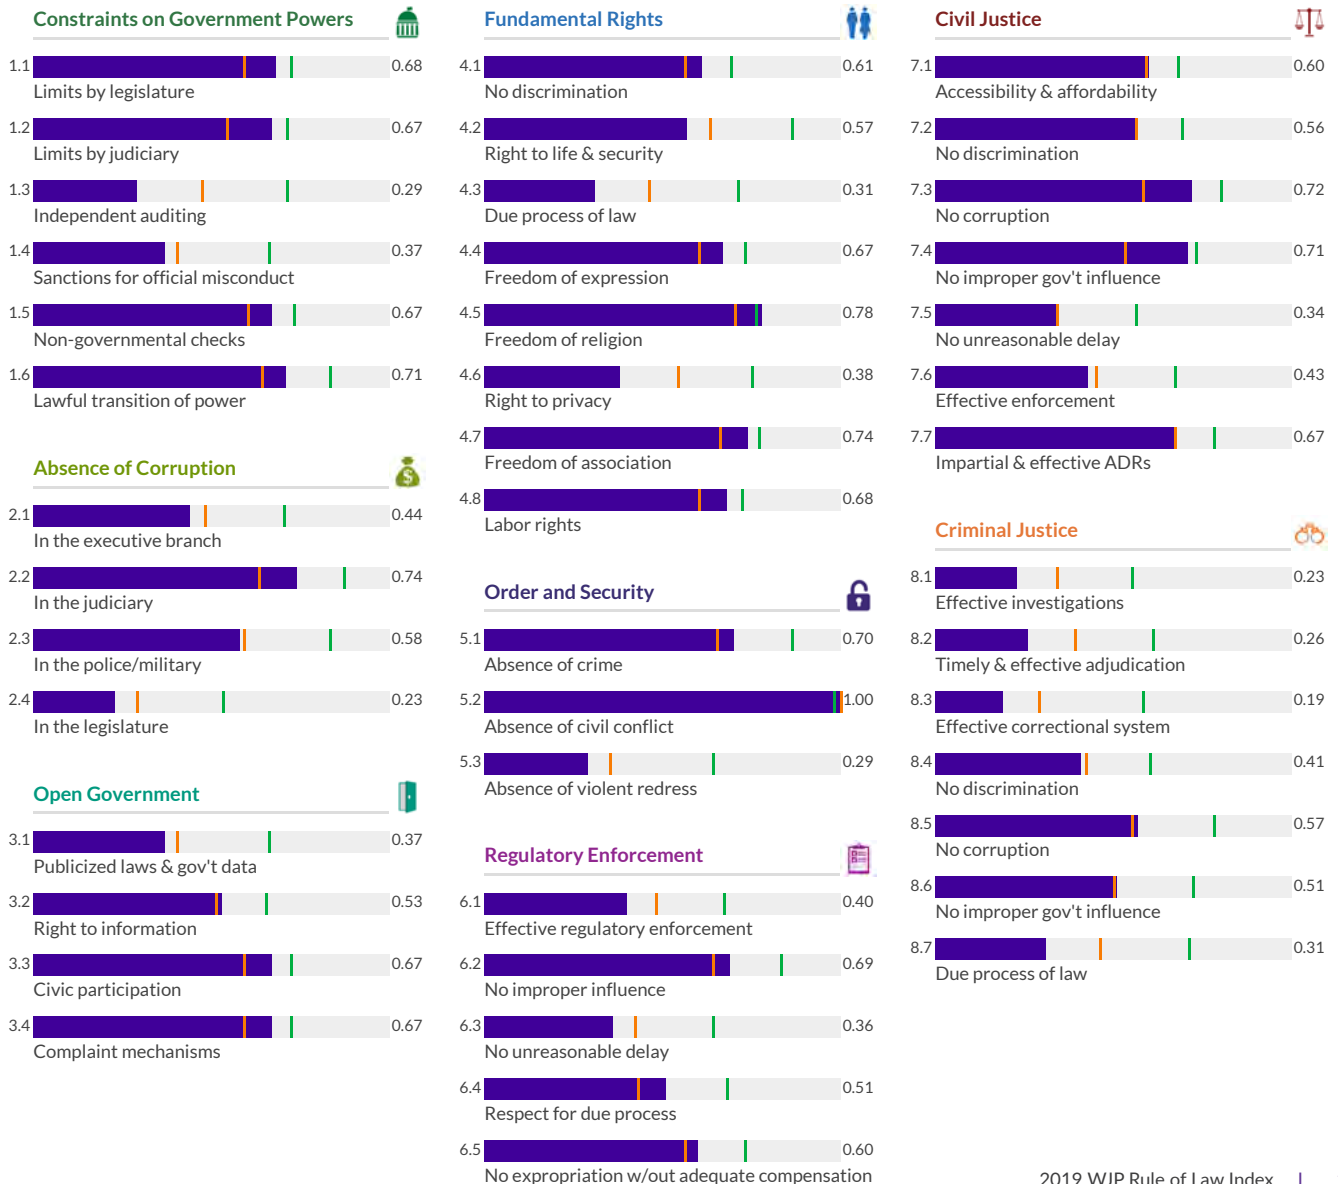 Constraints on Government Powers
1.1 0.68
Limits by legislature
1.2 0.67
Limits by judiciary
1.3 0.29
Independent auditing
1.4 0.37
Sanctions for official misconduct
1.5 0.67
Non-governmental checks
1.6 0.71
Lawful transition of power
Absence of Corruption
$
2.1 0.44
In the executive branch
2.2 0.74
In the judiciary
2.3 0.58
In the police/military
2.4 0.23
In the legislature
Open Government
3.1 0.37
Publicized laws & gov't data
3.2 0.53
Right to information
3.3 0.67
Civic participation
3.4 0.67
Complaint mechanisms
Fundamental Rights
4.1 0.61
No discrimination
4.2 0.57
Right to life & security
4.3 0.31
Due process of law
4.4 0.67
Freedom of expression
4.5 0.78
Freedom of religion
4.6 0.38
Right to privacy
4.7 0.74
Freedom of association
4.8 0.68
Labor rights
Order and Security
5.1 0.70
Absence of crime
5.2 1.00
Absence of civil conflict
5.3 0.29
Absence of violent redress
Regulatory Enforcement
6.1 0.40
Effective regulatory enforcement
6.2 0.69
No improper influence
6.3 0.36
No unreasonable delay
6.4 0.51
Respect for due process
6.5 0.60
No expropriation w/out adequate compensation
Civil Justice
7.1 0.60
Accessibility & affordability
7.2 0.56
No discrimination
7.3 0.72
No corruption
7.4 0.71
No improper gov't influence
7.5 0.34
No unreasonable delay
7.6 0.43
Effective enforcement
7.7 0.67
Impartial & effective ADRs
Criminal Justice
8.1 0.23
Effective investigations
8.2 0.26
Timely & effective adjudication
8.3 0.19
Effective correctional system
8.4 0.41
No discrimination
8.5 0.57
No corruption
8.6 0.51
No improper gov't influence
8.7 0.31
Due process of law
2019 WJP Rule of Law Index |